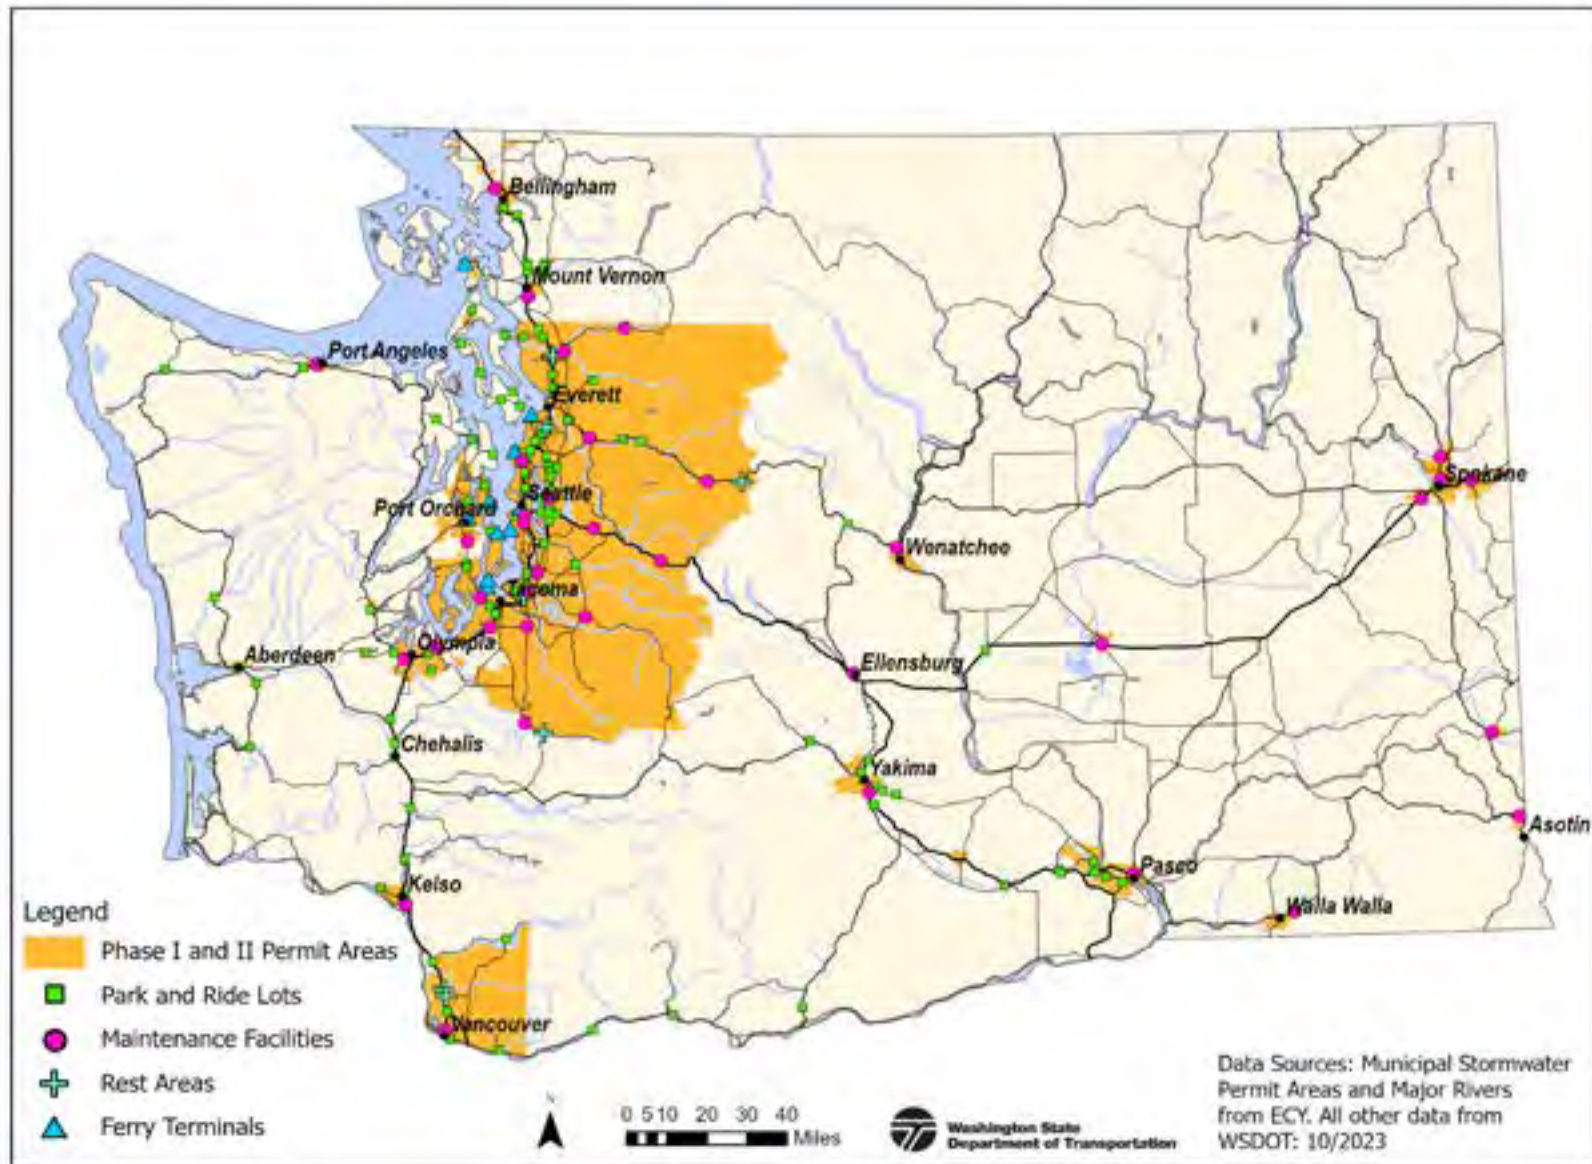 Bellingham
Mount Vernon
Port Angeles
Everett
Spokane
Seattle
Port Orchard
Wenatchee
Tacoma
Olympia
Aberdeen
Ellensburg
Chehalis
Yakima
Asotin
Pasco
Kelso
Walla Walla
Vancouver
Legend
Phase I and II Permit Areas
Park and Ride Lots
Maintenance Facilities
Rest Areas
Ferry Terminals
N
0 5 10 20 30 40
Miles
Washington State
Department of Transportation
Data Sources: Municipal Stormwater
Permit Areas and Major Rivers
from ECY. All other data from
WSDOT: 10/2023